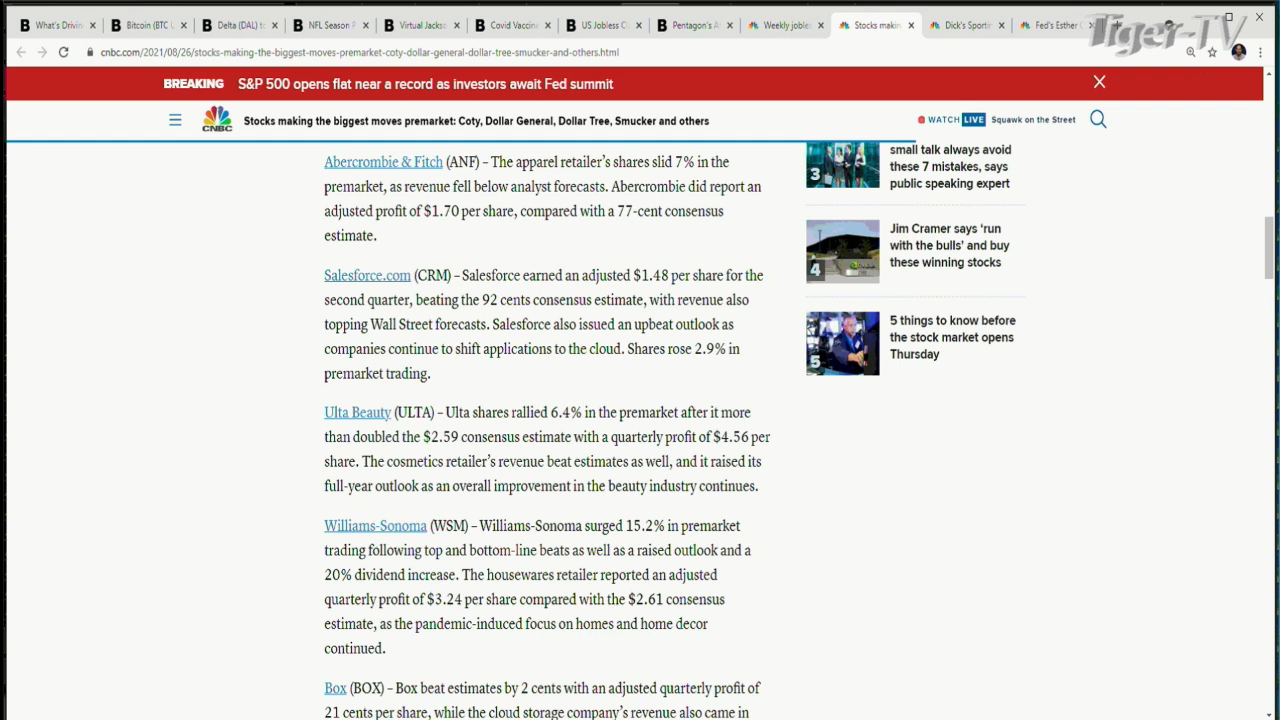 What's Drivin
Bitcoin (BTC U
Delta (DAL) to
NFL Season P
Virtual Jackso
Covid Vaccine
US Jobless Cl
Pentagon's A
Weekly jobles
Stocks makin
Dick's Sportin
Fed's Esther G
Tiger-TV
cnbc.com/2021/08/26/stocks-making-the-biggest-moves-premarket-coty-dollar-general-dollar-tree-smucker-and-others.html
BREAKING S&P 500 opens flat near a record as investors await Fed summit
CNBC
Stocks making the biggest moves premarket: Coty, Dollar General, Dollar Tree, Smucker and others
WATCH LIVE Squawk on the Street
Abercrombie & Fitch (ANF) – The apparel retailer's shares slid 7% in the
premarket, as revenue fell below analyst forecasts. Abercrombie did report an
adjusted profit of $1.70 per share, compared with a 77-cent consensus
estimate.
Salesforce.com (CRM) – Salesforce earned an adjusted $1.48 per share for the
second quarter, beating the 92 cents consensus estimate, with revenue also
topping Wall Street forecasts. Salesforce also issued an upbeat outlook as
companies continue to shift applications to the cloud. Shares rose 2.9% in
premarket trading.
Ulta Beauty (ULTA) – Ulta shares rallied 6.4% in the premarket after it more
than doubled the $2.59 consensus estimate with a quarterly profit of $4.56 per
share. The cosmetics retailer's revenue beat estimates as well, and it raised its
full-year outlook as an overall improvement in the beauty industry continues.
Williams-Sonoma (WSM) – Williams-Sonoma surged 15.2% in premarket
trading following top and bottom-line beats as well as a raised outlook and a
20% dividend increase. The housewares retailer reported an adjusted
quarterly profit of $3.24 per share compared with the $2.61 consensus
estimate, as the pandemic-induced focus on homes and home decor
continued.
Box (BOX) – Box beat estimates by 2 cents with an adjusted quarterly profit of
21 cents per share, while the cloud storage company's revenue also came in
3
small talk always avoid
these 7 mistakes, says
public speaking expert
4
Jim Cramer says 'run
with the bulls' and buy
these winning stocks
5
5 things to know before
the stock market opens
Thursday